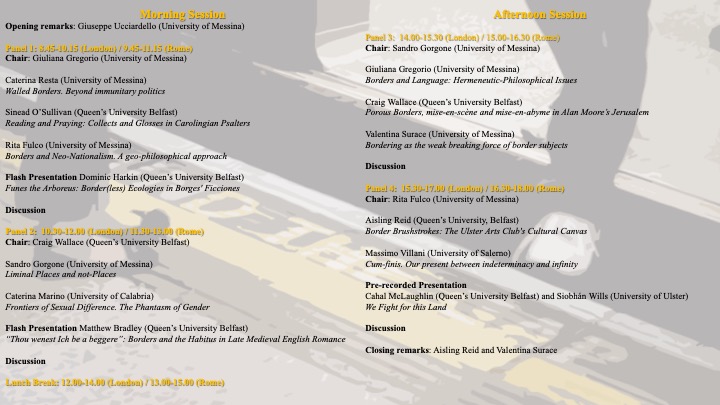 Morning Session
Opening remarks: Giuseppe Ucciardello (University of Messina)
Panel 1: 8.45-10.15 (London) / 9.45-11.15 (Rome)
Chair: Giuliana Gregorio (University of Messina)
Caterina Resta (University of Messina)
Walled Borders. Beyond immunitary politics
Sinead O’Sullivan (Queen’s University Belfast)
Reading and Praying: Collects and Glosses in Carolingian Psalters
Rita Fulco (University of Messina)
Borders and Neo-Nationalism. A geo-philosophical approach
Flash Presentation Dominic Harkin (Queen’s University Belfast)
Funes the Arboreus: Border(less) Ecologies in Borges' Ficciones
Discussion
Panel 2: 10.30-12.00 (London) / 11.30-13.00 (Rome)
Chair: Craig Wallace (Queen’s University Belfast)
Sandro Gorgone (University of Messina)
Liminal Places and not-Places
Caterina Marino (University of Calabria)
Frontiers of Sexual Difference. The Phantasm of Gender
Flash Presentation Matthew Bradley (Queen’s University Belfast)
“Thou wenest Ich be a beggere”: Borders and the Habitus in Late Medieval English Romance
Discussion
Lunch Break: 12.00-14.00 (London) / 13.00-15.00 (Rome)
Afternoon Session
Panel 3: 14.00-15.30 (London) / 15.00-16.30 (Rome)
Chair: Sandro Gorgone (University of Messina)
Giuliana Gregorio (University of Messina)
Borders and Language: Hermeneutic-Philosophical Issues
Craig Wallace (Queen’s University Belfast)
Porous Borders, mise-en-scène and mise-en-abyme in Alan Moore’s Jerusalem
Valentina Surace (University of Messina)
Bordering as the weak breaking force of border subjects
Discussion
Panel 4: 15.30-17.00 (London) / 16.30-18.00 (Rome)
Chair: Rita Fulco (University of Messina)
Aisling Reid (Queen’s University, Belfast)
Border Brushstrokes: The Ulster Arts Club's Cultural Canvas
Massimo Villani (University of Salerno)
Cum-finis. Our present between indeterminacy and infinity
Pre-recorded Presentation
Cahal McLaughlin (Queen’s University Belfast) and Siobhán Wills (University of Ulster)
We Fight for this Land
Discussion
Closing remarks: Aisling Reid and Valentina Surace